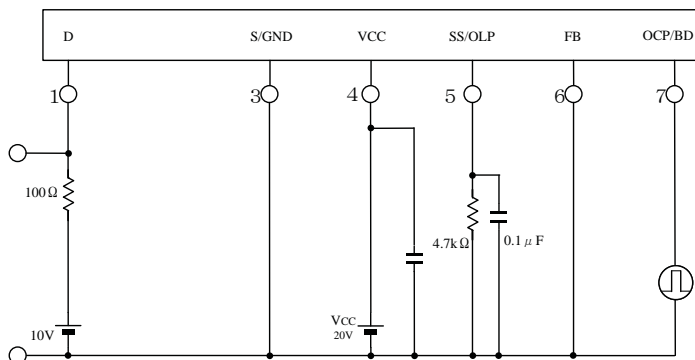 D S/GND VCC SS/OLP FB OCP/BD
1 3 4 5 6 7
100Ω
4.7kΩ 0.1μF
10V
VCC
20V